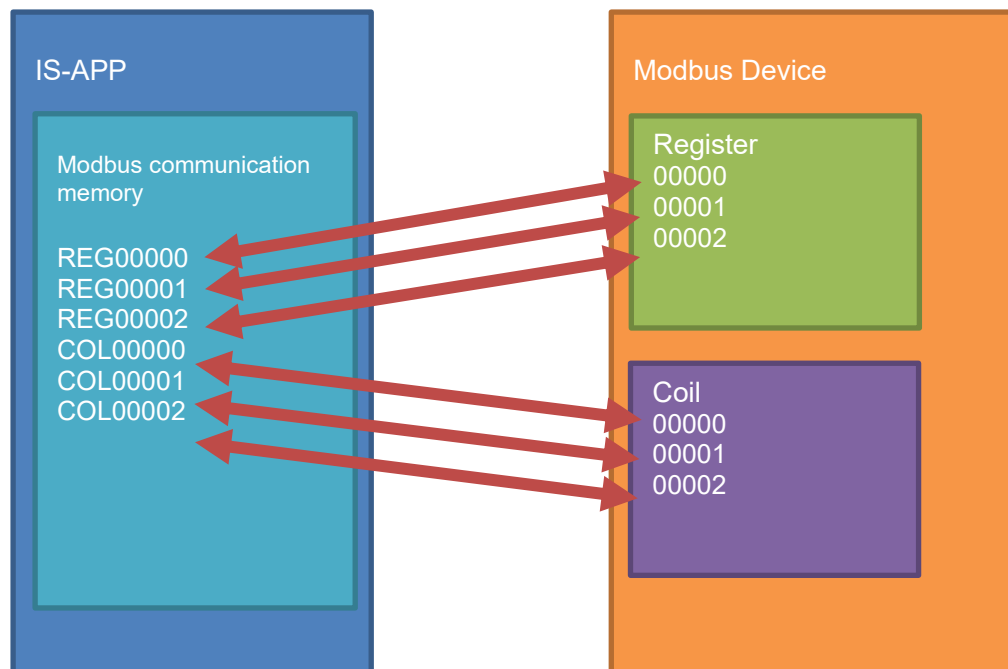 IS-APP
Modbus communication
memory
REG00000
REG00001
REG00002
COL00000
COL00001
COL00002
Modbus Device
Register
00000
00001
00002
Coil
00000
00001
00002